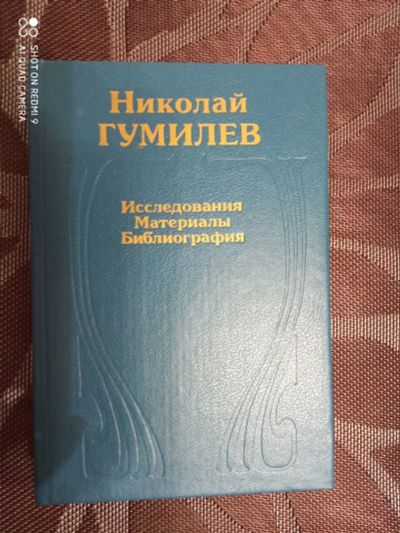 SHOT ON REDMI 9
AI QUAD CAMERA
Николай
ГУМИЛЕВ
Исследования
Материалы
Библиография